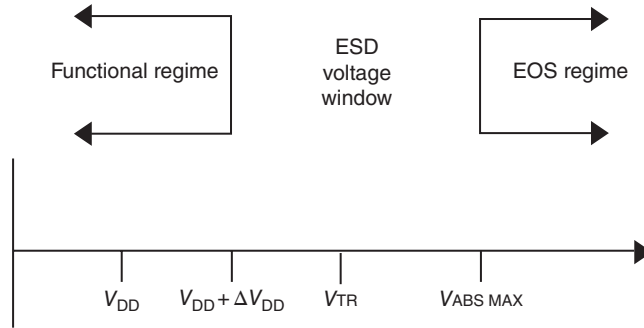 Functional regime
ESD
voltage
window
EOS regime
VDD
VDD + ΔVDD
VTR
VABS MAX